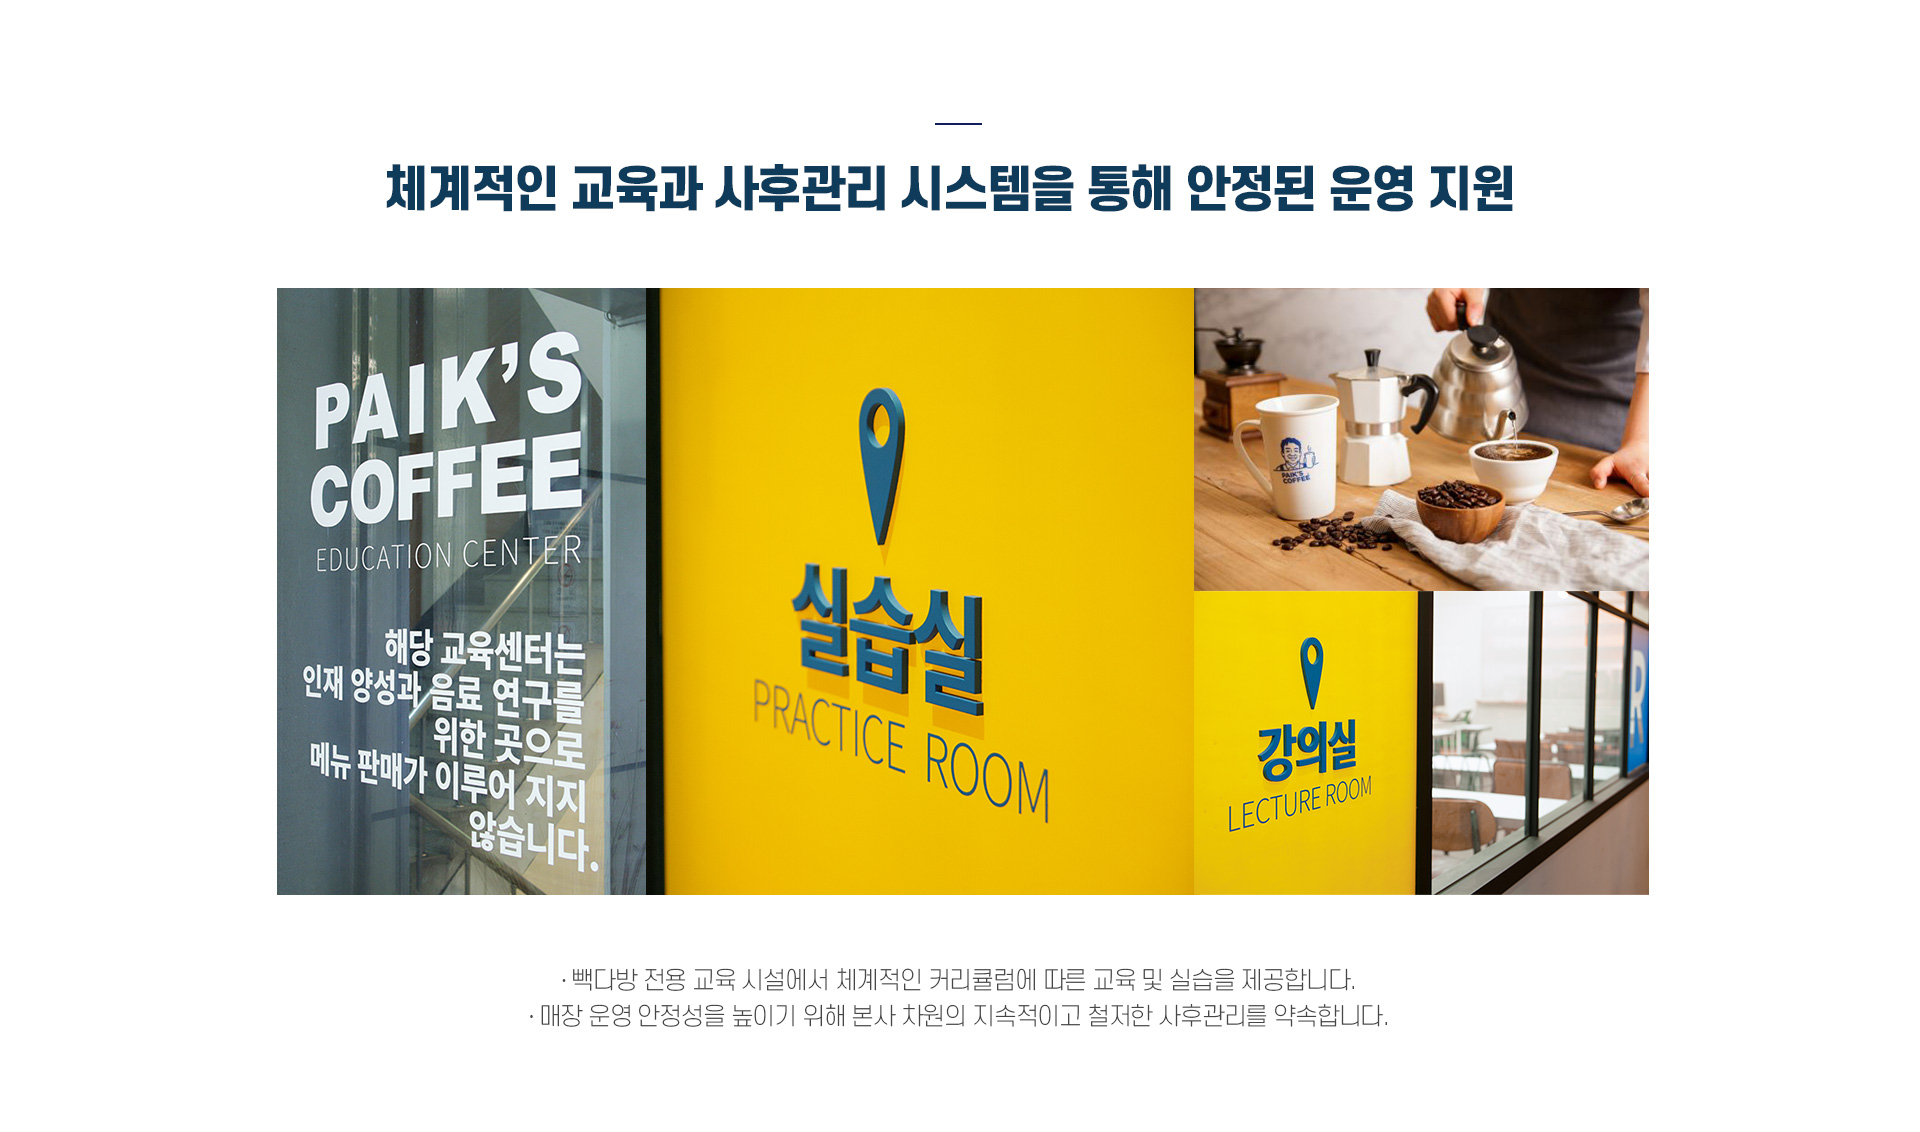 체계적인 교육과 사후관리 시스템을 통해 안정된 운영 지원
PAIK'S
COFFEE
EDUCATION CENTER
해당 교육센터는
인재 양성과 음료 연구를
위한 곳으로
메뉴 판매가 이루어 지지
않습니다.
실습실
PRACTICE ROOM
PAIK'S
COFFEE
강의실
LECTURE ROOM
R
· 빽다방 전용 교육 시설에서 체계적인 커리큘럼에 따른 교육 및 실습을 제공합니다.
· 매장 운영 안정성을 높이기 위해 본사 차원의 지속적이고 철저한 사후관리를 약속합니다.